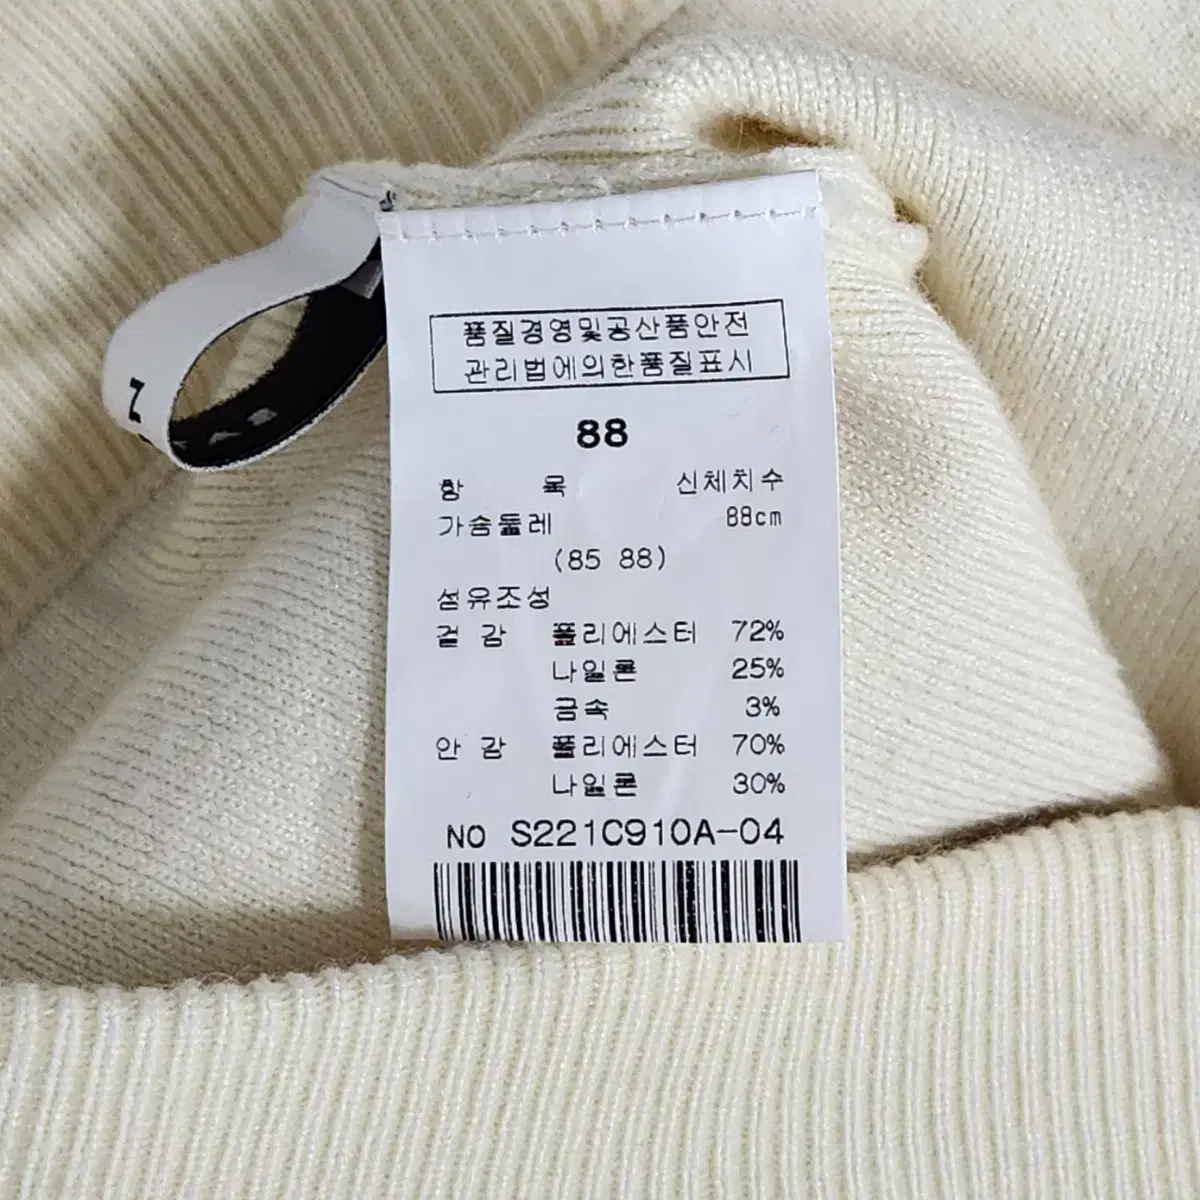 품질경영및공산품안전
관리법에의한품질표시
88
항 목 신체치수
가슴둘레 88cm
(85 88)
섬유조성
겉 감 폴리에스터 72%
나일론 25%
금속 3%
안 감 폴리에스터 70%
나일론 30%
NO S221C910A-04